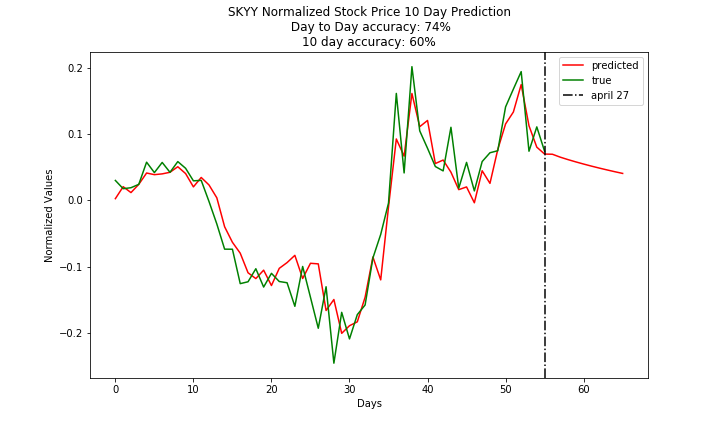 SKYY Normalized Stock Price 10 Day Prediction
Day to Day accuracy: 74%
10 day accuracy: 60%
predicted
true
april 27
Normalized Values
0.2
0.1
0.0
−0.1
−0.2
0 10 20 30 40 50 60
Days